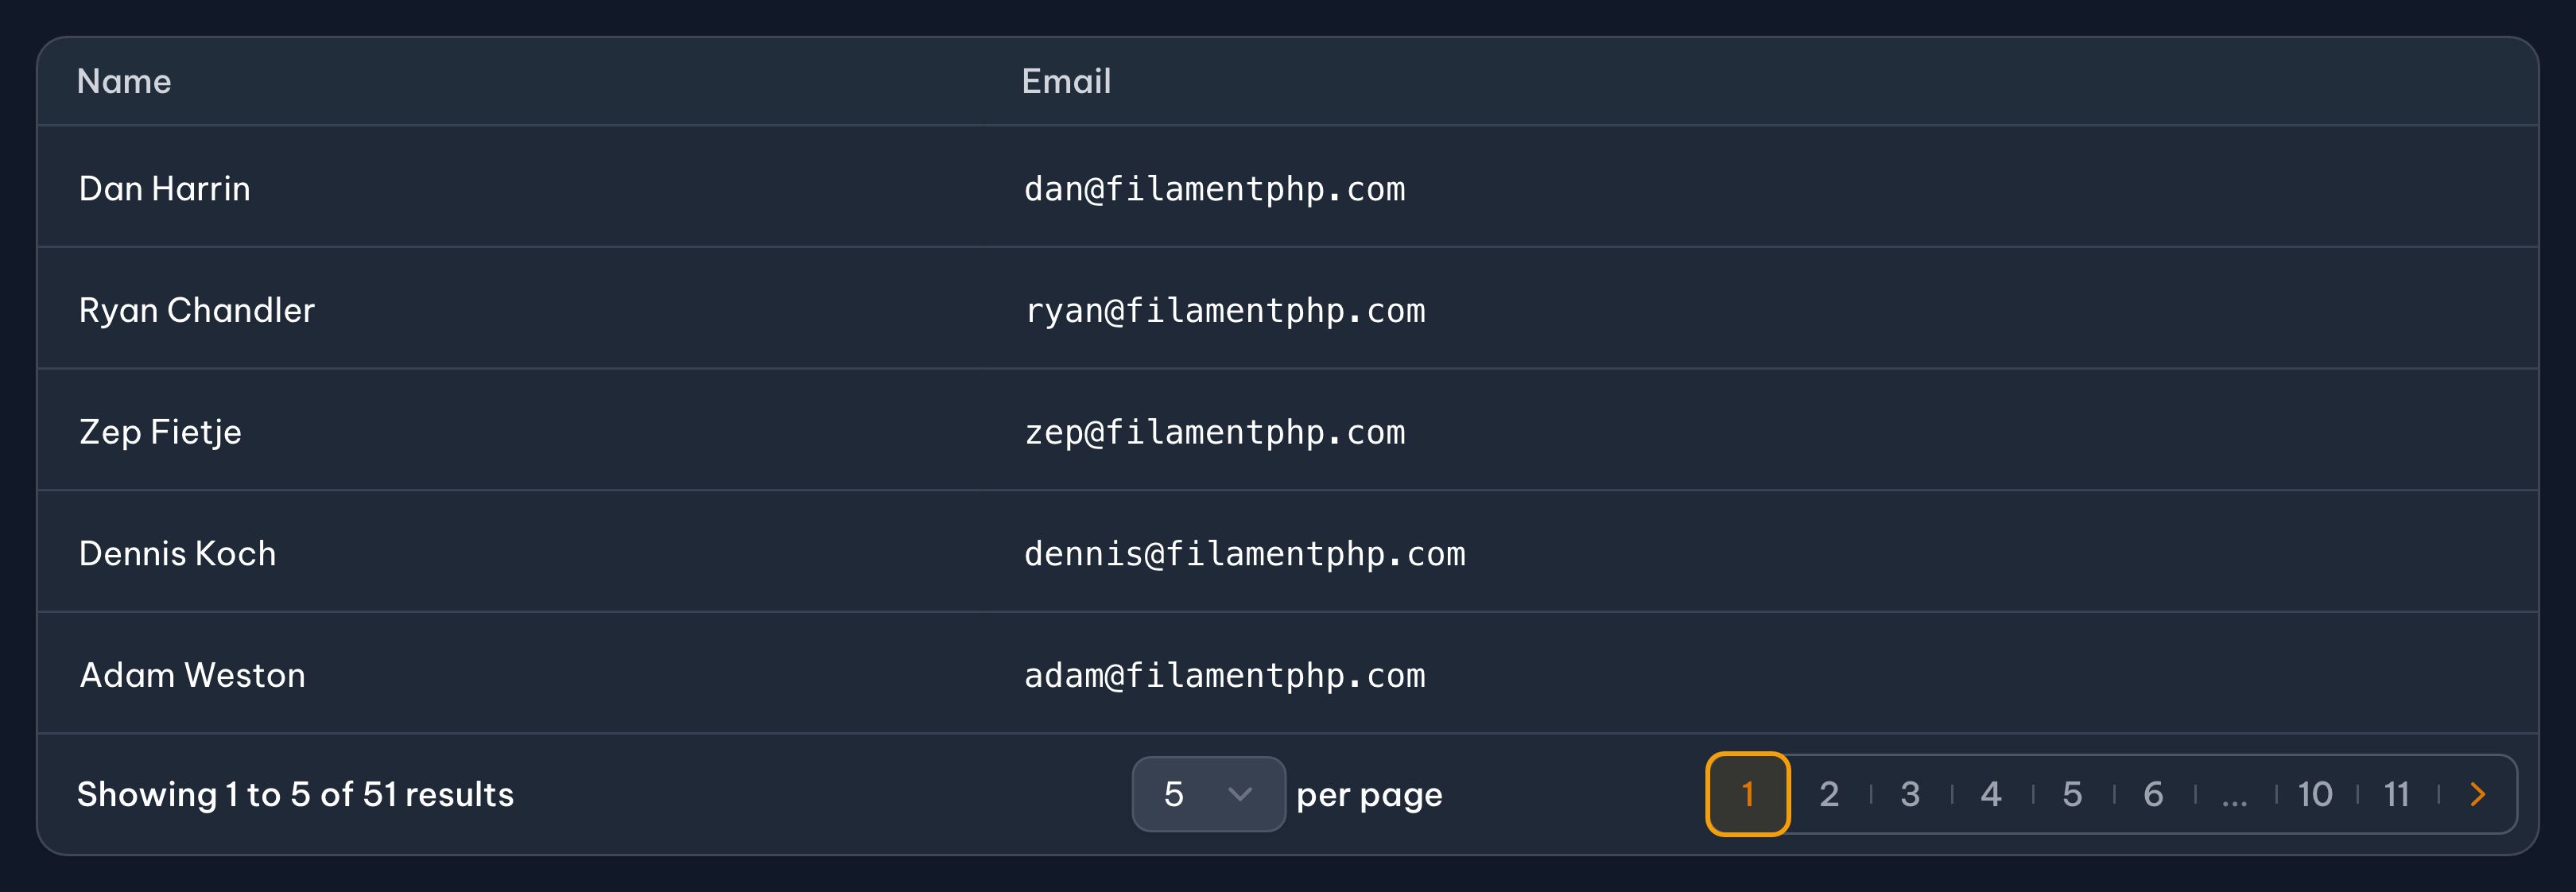 Name Email
Dan Harrin dan@filamentphp.com
Ryan Chandler ryan@filamentphp.com
Zep Fietje zep@filamentphp.com
Dennis Koch dennis@filamentphp.com
Adam Weston adam@filamentphp.com
Showing 1 to 5 of 51 results 5 per page 1 2 3 4 5 6 ... 10 11